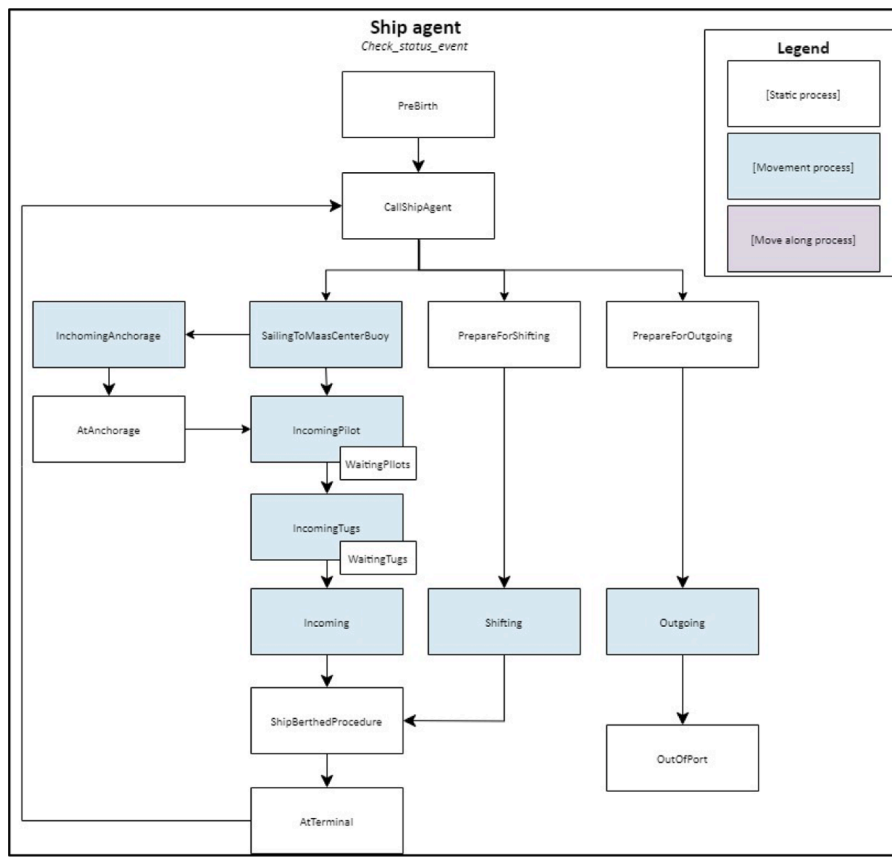 Ship agent
Check_status_event
Legend
[Static process]
[Movement process]
[Move along process]
PreBirth
CallShipAgent
InchomingAnchorage
SailingToMaasCenterBuoy
PrepareForShifting
PrepareForOutgoing
AtAnchorage
IncomingPilot
WaitingPilots
IncomingTugs
WaitingTugs
Incoming
Shifting
Outgoing
ShipBerthedProcedure
OutOfPort
AtTerminal